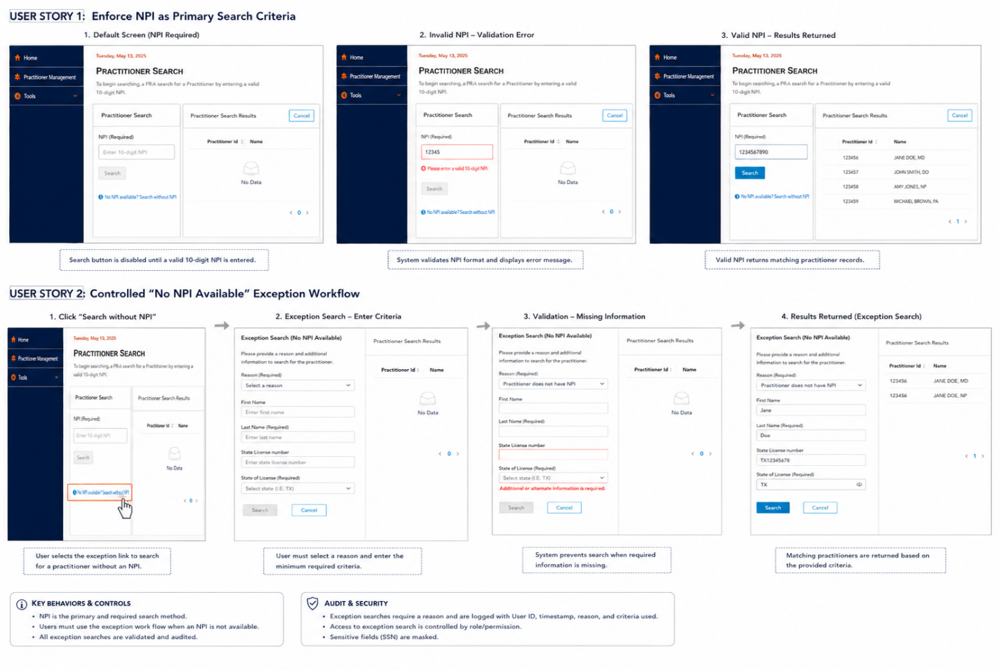 USER STORY 1: Enforce NPI as Primary Search Criteria
1. Default Screen (NPI Required)
Home
Practitioner Management
Tools
Tuesday, May 13, 2025
PRACTITIONER SEARCH
To begin searching, a PRA search for a Practitioner by entering a valid
10-digit NPI.
Practitioner Search
NPI (Required)
Enter 10-digit NPI
Search
No NPI available? Search without NPI
Practitioner Search Results
Cancel
Practitioner Id Name
No Data
< 0 >
Search button is disabled until a valid 10-digit NPI is entered.
2. Invalid NPI – Validation Error
Home
Practitioner Management
Tools
Tuesday, May 13, 2025
PRACTITIONER SEARCH
To begin searching, a PRA search for a Practitioner by entering a valid
10-digit NPI.
Practitioner Search
NPI (Required)
12345
Please enter a valid 10-digit NPI.
Search
No NPI available? Search without NPI
Practitioner Search Results
Cancel
Practitioner Id Name
No Data
< 0 >
System validates NPI format and displays error message.
3. Valid NPI – Results Returned
Home
Practitioner Management
Tools
Tuesday, May 13, 2025
PRACTITIONER SEARCH
To begin searching, a PRA search for a Practitioner by entering a valid
10-digit NPI.
Practitioner Search
NPI (Required)
1234567890
Search
No NPI available? Search without NPI
Practitioner Search Results
Cancel
Practitioner Id Name
123456 JANE DOE, MD
123457 JOHN SMITH, DO
123458 AMY JONES, NP
123459 MICHAEL BROWN, PA
< 1 >
Valid NPI returns matching practitioner records.
USER STORY 2: Controlled “No NPI Available” Exception Workflow
1. Click “Search without NPI”
Home
Practitioner Management
Tools
Tuesday, May 13, 2025
PRACTITIONER SEARCH
To begin searching, a PRA search for a Practitioner by entering a
valid 10-digit NPI.
Practitioner Search
NPI (Required)
Enter 10-digit NPI
Search
No NPI available? Search without NPI
Practitioner Search Results
Practitioner Id Name
No Data
< 0 >
User selects the exception link to search
for a practitioner without an NPI.
2. Exception Search – Enter Criteria
Exception Search (No NPI Available)
Please provide a reason and additional
information to search for the practitioner.
Reason (Required)
Select a reason
First Name
Enter first name
Last Name (Required)
Enter last name
State License number
Enter state license number
State of License (Required)
Select state (I.E. TX)
Search
Cancel
Practitioner Search Results
Practitioner Id Name
No Data
< 0 >
User must select a reason and enter the
minimum required criteria.
3. Validation – Missing Information
Exception Search (No NPI Available)
Please provide a reason and additional
information to search for the practitioner.
Reason (Required)
Practitioner does not have NPI
First Name
Last Name (Required)
State License number
State of License (Required)
Select state (I.E. TX)
Additional or alternate information is required.
Search
Cancel
Practitioner Search Results
Practitioner Id Name
No Data
< 0 >
System prevents search when required
information is missing.
4. Results Returned (Exception Search)
Exception Search (No NPI Available)
Please provide a reason and additional
information to search for the practitioner.
Reason (Required)
Practitioner does not have NPI
First Name
Jane
Last Name (Required)
Doe
State License number
TX12345678
State of License (Required)
TX
Search
Cancel
Practitioner Search Results
Practitioner Id Name
123456 JANE DOE, MD
123456 JANE DOE, NP
< 1 >
Matching practitioners are returned based on
the provided criteria.
KEY BEHAVIORS & CONTROLS
• NPI is the primary and required search method.
• Users must use the exception work flow when an NPI is not available.
• All exception searches are validated and audited.
AUDIT & SECURITY
• Exception searches require a reason and are logged with User ID, timestamp, reason, and criteria used.
• Access to exception search is controlled by role/permission.
• Sensitive fields (SSN) are masked.